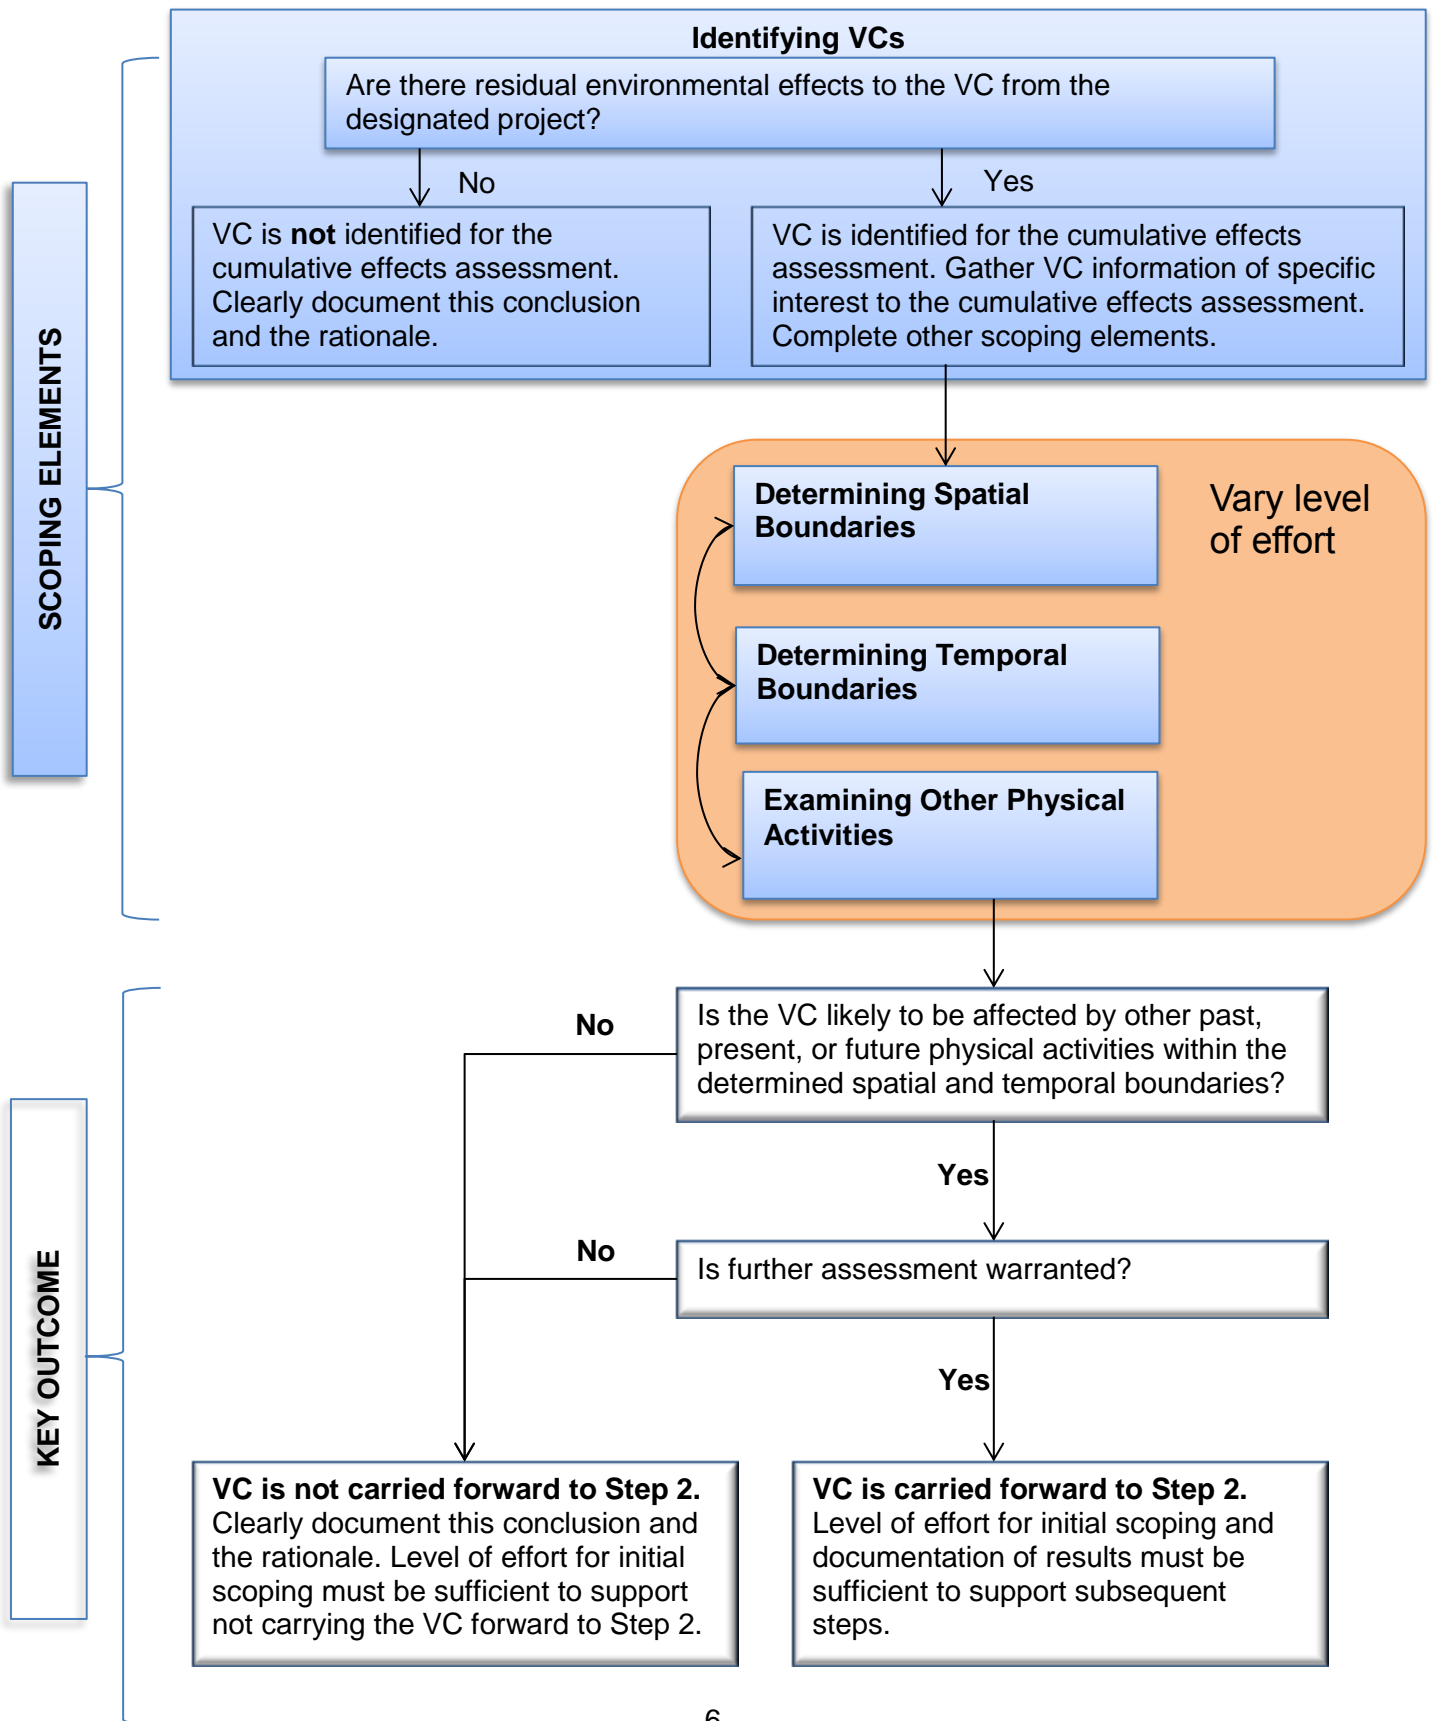 Identifying VCs
Are there residual environmental effects to the VC from the
designated project?
No
Yes
VC is not identified for the
cumulative effects assessment.
Clearly document this conclusion
and the rationale.
VC is identified for the cumulative effects
assessment. Gather VC information of specific
interest to the cumulative effects assessment.
Complete other scoping elements.
SCOPING ELEMENTS
Determining Spatial
Boundaries
Vary level
of effort
Determining Temporal
Boundaries
Examining Other Physical
Activities
No
Is the VC likely to be affected by other past,
present, or future physical activities within the
determined spatial and temporal boundaries?
Yes
No
Is further assessment warranted?
Yes
KEY OUTCOME
VC is not carried forward to Step 2.
Clearly document this conclusion and
the rationale. Level of effort for initial
scoping must be sufficient to support
not carrying the VC forward to Step 2.
VC is carried forward to Step 2.
Level of effort for initial scoping and
documentation of results must be
sufficient to support subsequent
steps.
6